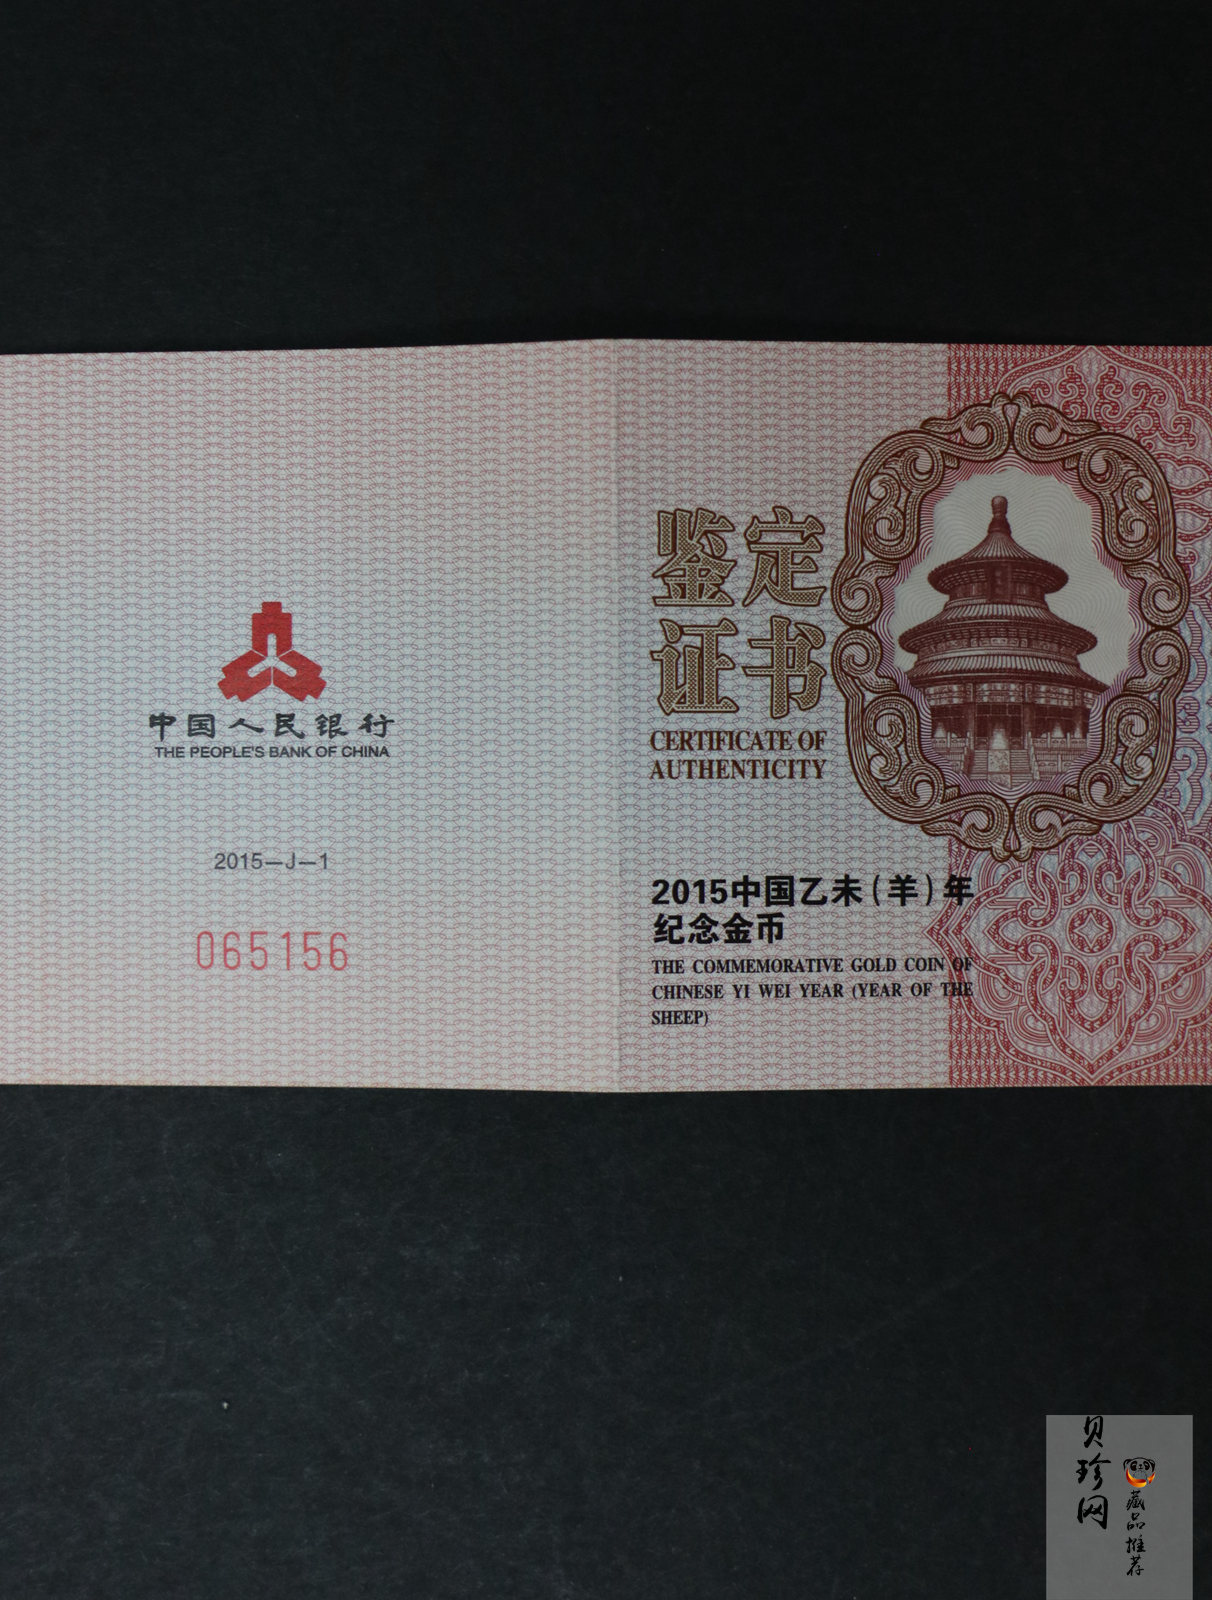 中国人民银行
THE PEOPLE'S BANK OF CHINA
2015—J—1
065156
鉴定
证书
CERTIFICATE OF
AUTHENTICITY
2015中国乙未(羊)年
纪念金币
THE COMMEMORATIVE GOLD COIN OF
CHINESE YI WEI YEAR (YEAR OF THE
SHEEP)
贝珍网
藏品推荐